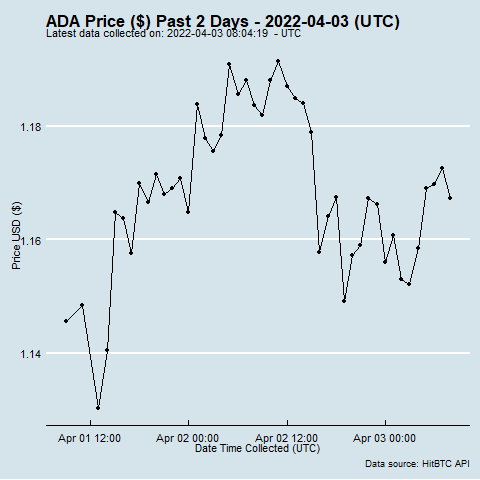 ADA Price ($) Past 2 Days - 2022-04-03 (UTC)
Latest data collected on: 2022-04-03 08:04:19 - UTC
1.18
1.16
1.14
Price USD ($)
Apr 01 12:00
Apr 02 00:00
Apr 02 12:00
Apr 03 00:00
Date Time Collected (UTC)
Data source: HitBTC API